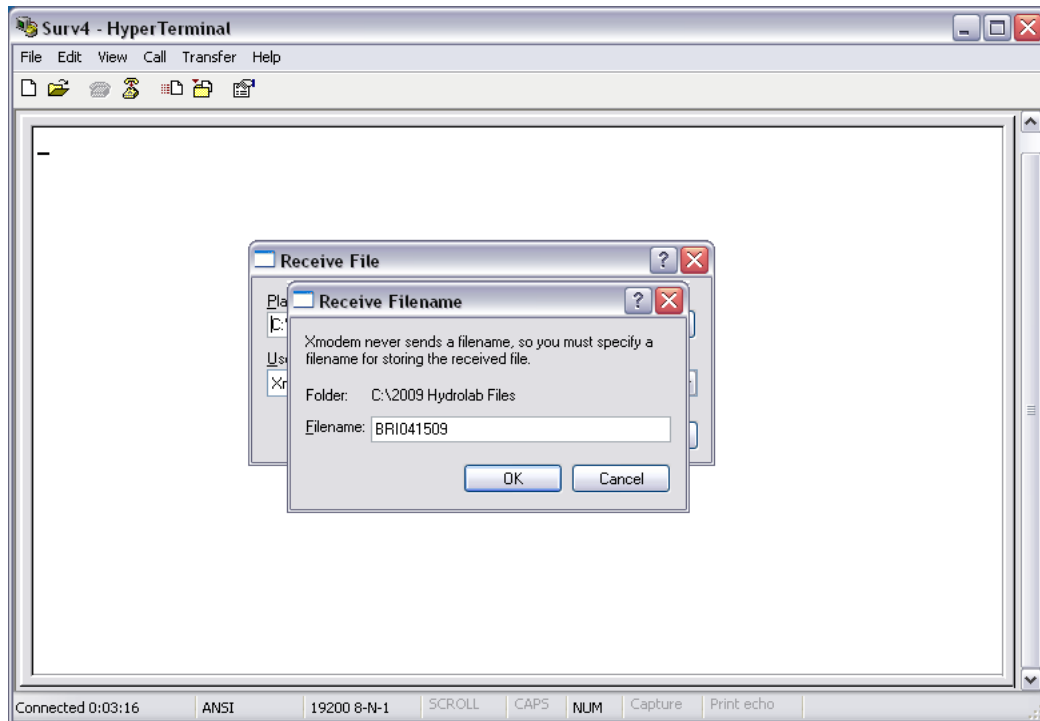 Surv4 - HyperTerminal
File Edit View Call Transfer Help
Receive File
Receive Filename
Xmodem never sends a filename, so you must specify a
filename for storing the received file.
Folder: C:\2009 Hydrolab Files
Filename: BRI041509
OK Cancel
Connected 0:03:16 ANSI 19200 8-N-1 SCROLL CAPS NUM Capture Print echo